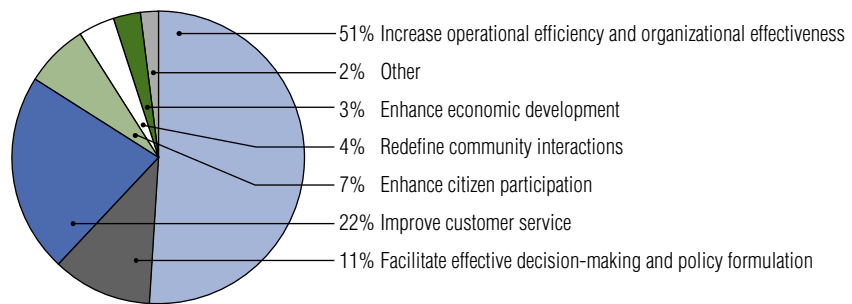 51% Increase operational efficiency and organizational effectiveness
2% Other
3% Enhance economic development
4% Redefine community interactions
7% Enhance citizen participation
22% Improve customer service
11% Facilitate effective decision-making and policy formulation